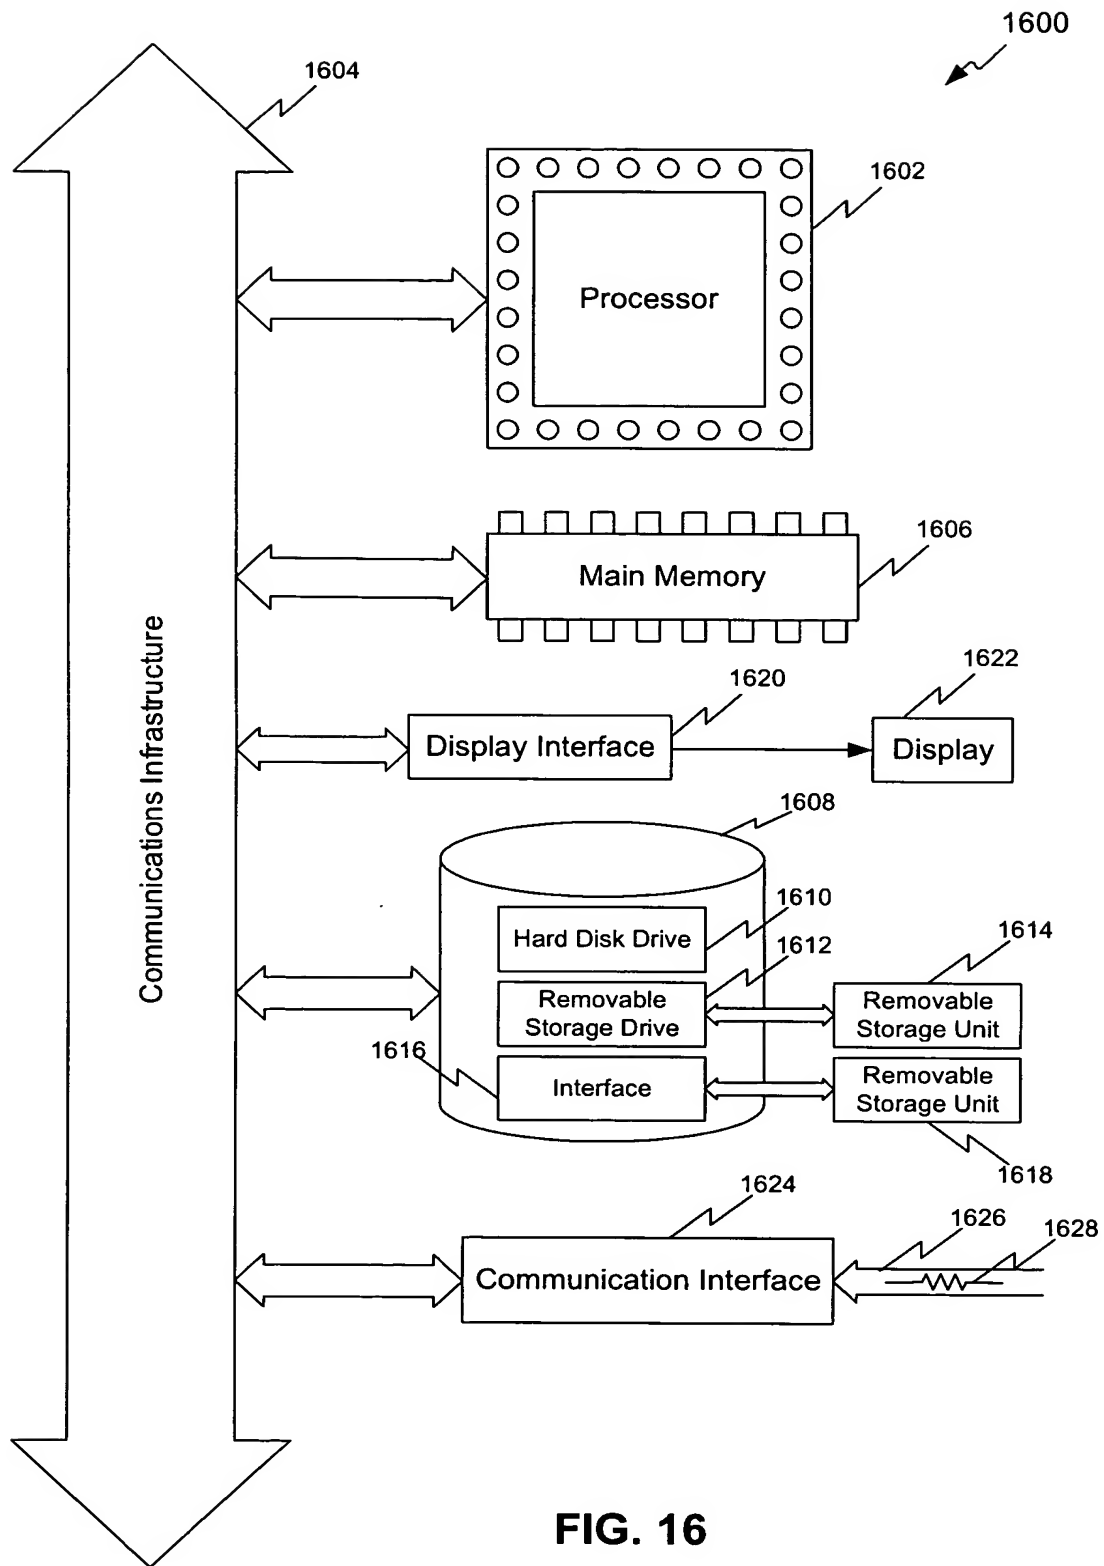 1600
1604
1602
Processor
1606
Main Memory
1620
1622
Display Interface
Display
Communications Infrastructure
1608
1610
Hard Disk Drive
1612
1614
Removable
Storage Drive
Removable
Storage Unit
1616
Interface
Removable
Storage Unit
1618
1624
1626
1628
Communication Interface
FIG. 16